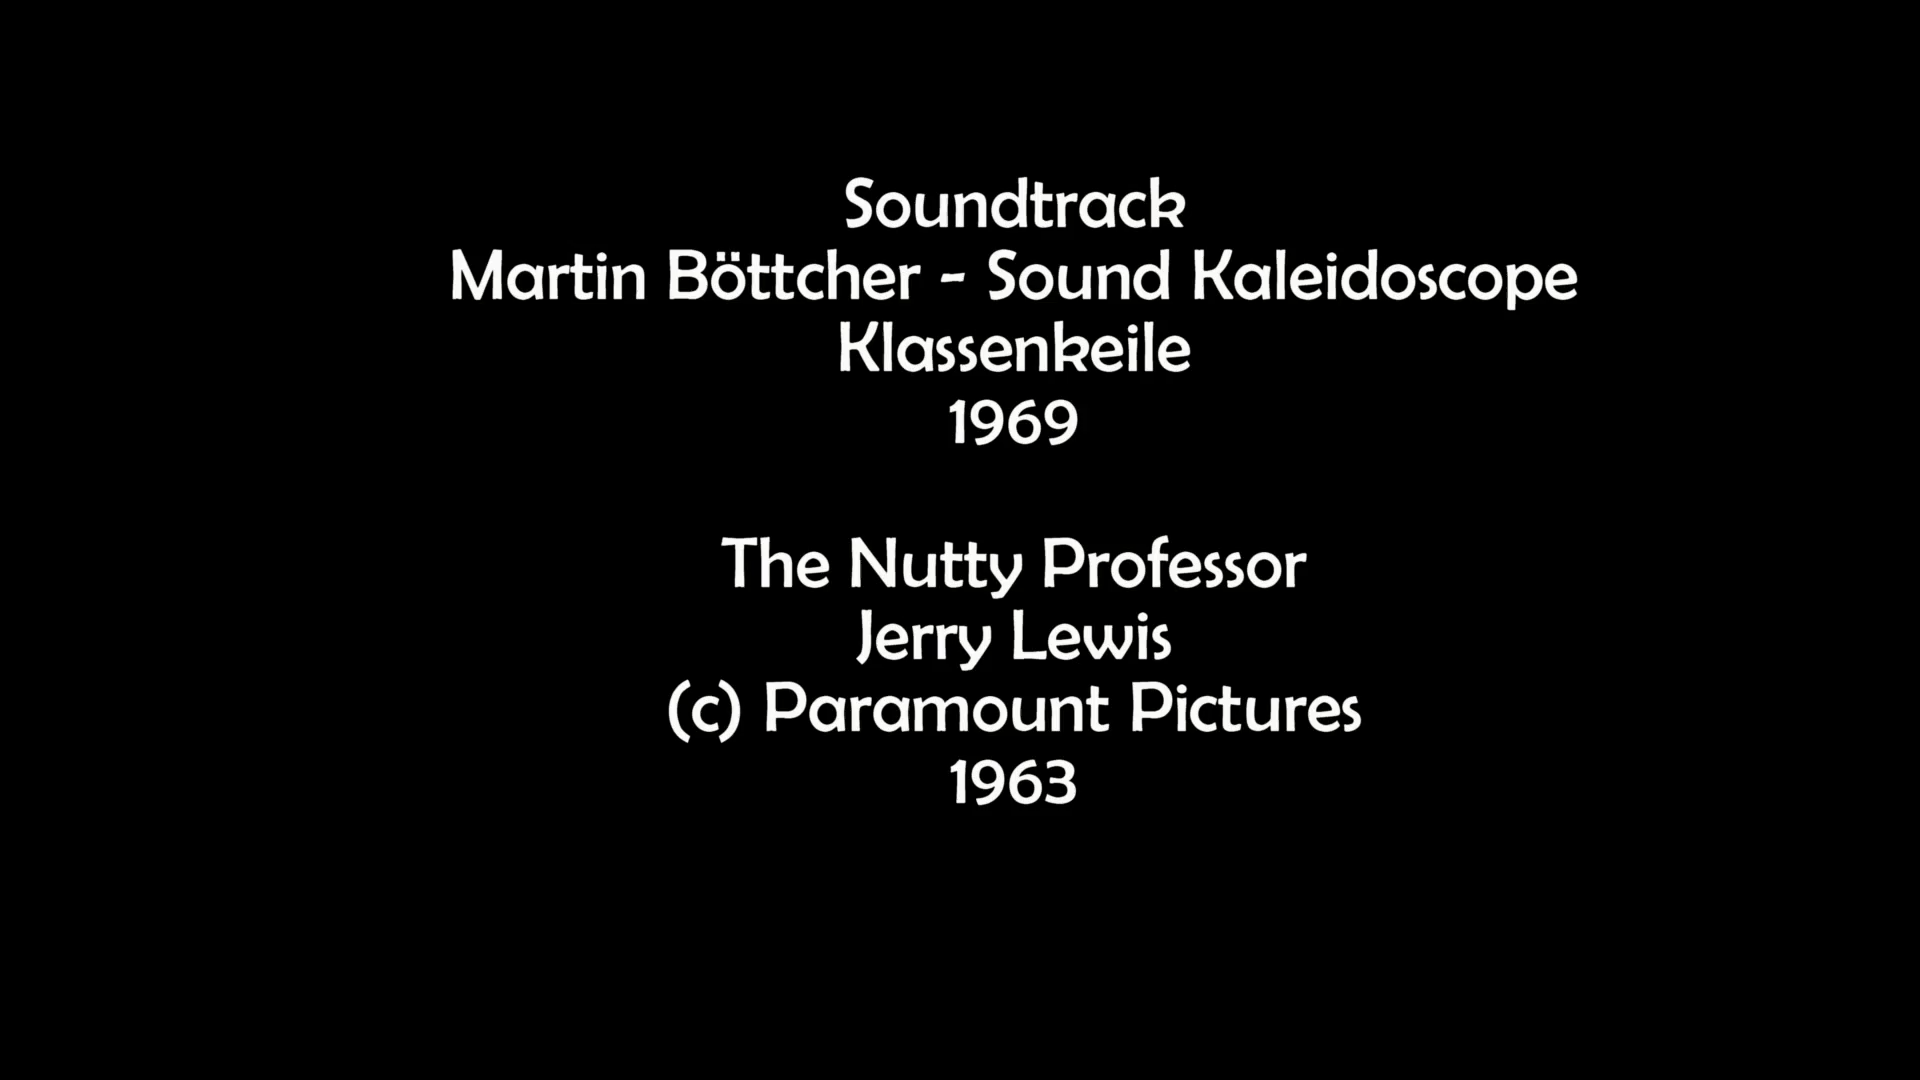 Soundtrack
Martin Böttcher - Sound Kaleidoscope
Klassenkeile
1969
The Nutty Professor
Jerry Lewis
(c) Paramount Pictures
1963